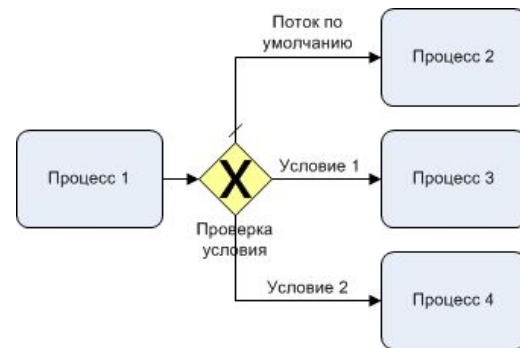 Поток по
умолчанию
Процесс 2
Процесс 1
X
Условие 1
Процесс 3
Проверка
условия
Условие 2
Процесс 4